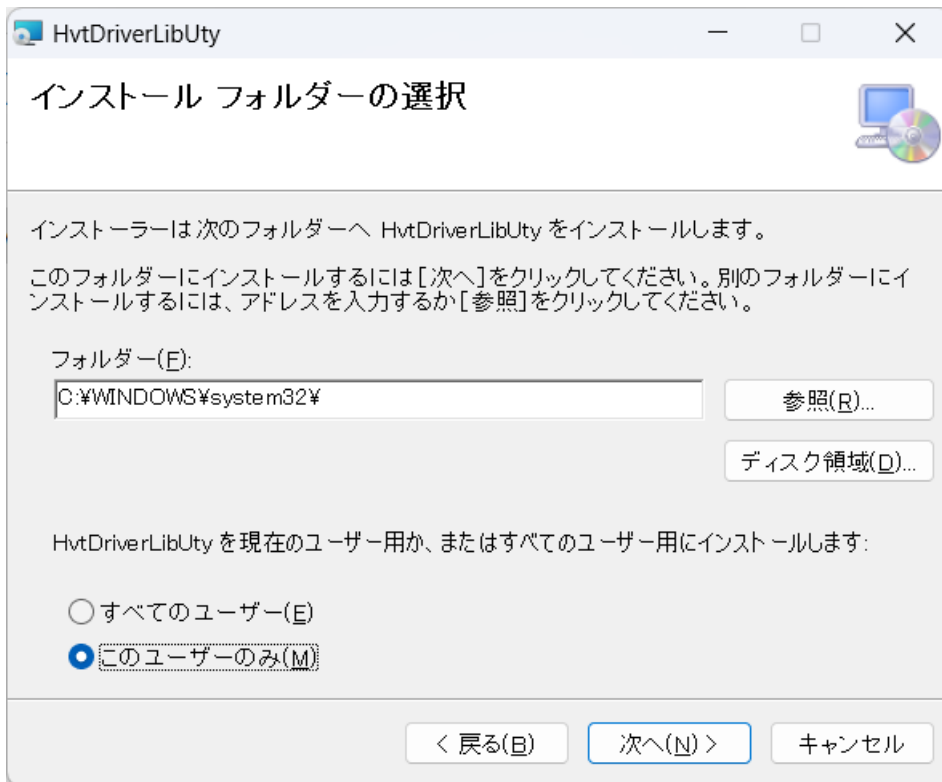 HvtDriverLibUty
インストール フォルダーの選択
インストーラーは次のフォルダーへ HvtDriverLibUty をインストールします。
このフォルダーにインストールするには[次へ]をクリックしてください。別のフォルダーにイ
ンストールするには、アドレスを入力するか[参照]をクリックしてください。
フォルダー(F):
C:¥WINDOWS¥system32¥
参照(R)...
ディスク領域(D)...
HvtDriverLibUty を現在のユーザー用か、またはすべてのユーザー用にインストールします:
すべてのユーザー(E)
このユーザーのみ(M)
< 戻る(B)
次へ(N) >
キャンセル